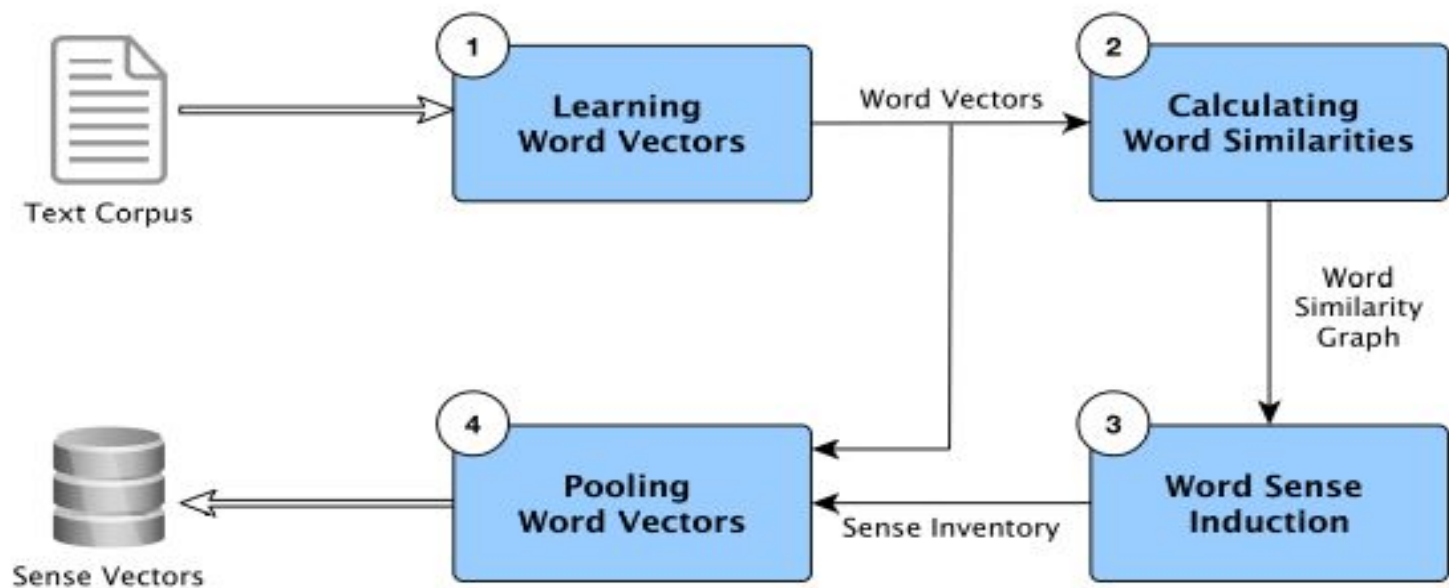 Text Corpus
1
Learning
Word Vectors
Word Vectors
2
Calculating
Word Similarities
Word
Similarity
Graph
3
Word Sense
Induction
Sense Inventory
4
Pooling
Word Vectors
Sense Vectors